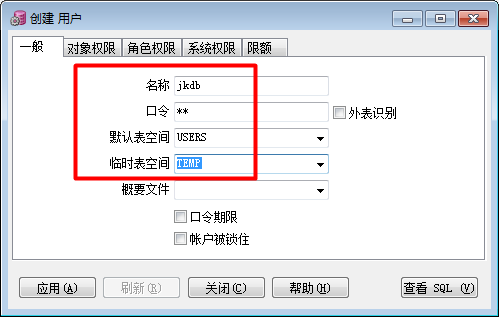 创建 用户
一般 对象权限 角色权限 系统权限 限额
名称 jkdb
口令 ** 外表识别
默认表空间 USERS
临时表空间 TEMP
概要文件
口令期限
帐户被锁住
应用(A) 刷新(R) 关闭(C) 帮助(H) 查看 SQL (V)